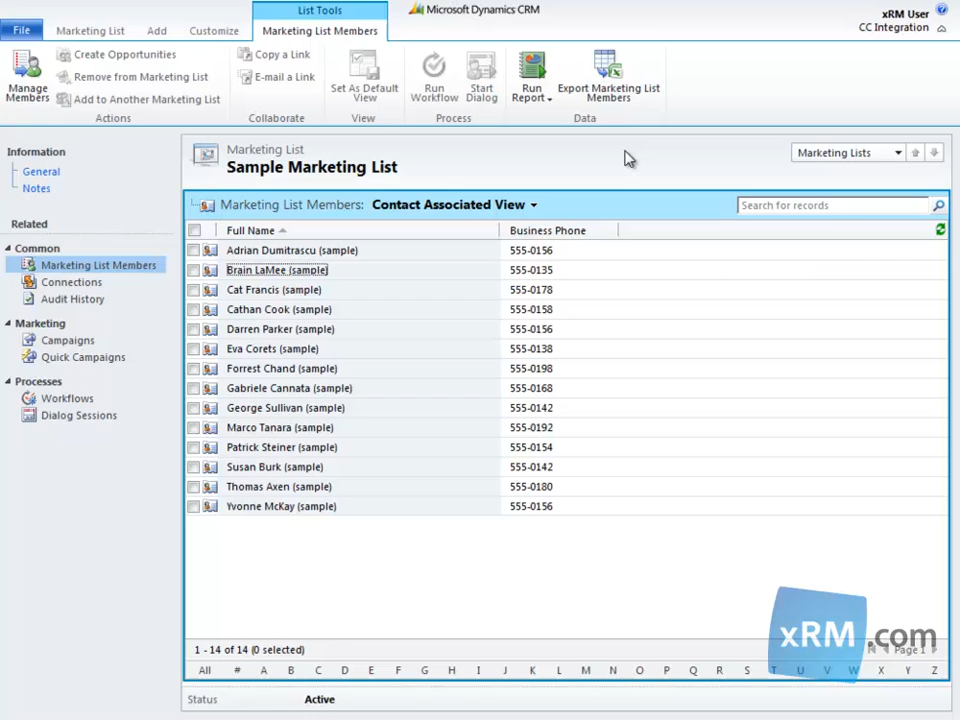 List Tools
Microsoft Dynamics CRM
xRM User
CC Integration
File
Marketing List
Add
Customize
Marketing List Members
Manage Members
Create Opportunities
Remove from Marketing List
Add to Another Marketing List
Actions
Copy a Link
E-mail a Link
Collaborate
Set As Default View
View
Run Workflow
Start Dialog
Process
Run Report
Export Marketing List Members
Data
Information
General
Notes
Related
Common
Marketing List Members
Connections
Audit History
Marketing
Campaigns
Quick Campaigns
Processes
Workflows
Dialog Sessions
Marketing List
Sample Marketing List
Marketing Lists
Marketing List Members: Contact Associated View
Search for records
Full Name Business Phone
Adrian Dumitrascu (sample) 555-0156
Brain LaMee (sample) 555-0135
Cat Francis (sample) 555-0178
Cathan Cook (sample) 555-0158
Darren Parker (sample) 555-0156
Eva Corets (sample) 555-0138
Forrest Chand (sample) 555-0198
Gabriele Cannata (sample) 555-0168
George Sullivan (sample) 555-0142
Marco Tanara (sample) 555-0192
Patrick Steiner (sample) 555-0154
Susan Burk (sample) 555-0142
Thomas Axen (sample) 555-0180
Yvonne McKay (sample) 555-0156
xRM.com
1 - 14 of 14 (0 selected)
Page 1
All # A B C D E F G H I J K L M N O P Q R S T U V W X Y Z
Status Active